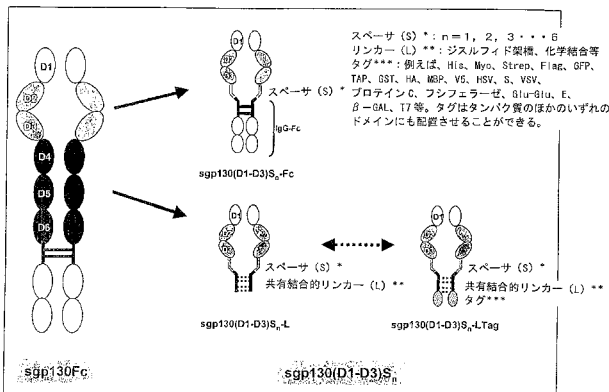 スペーサ（S）*：n＝1，2，3・・・6
リンカー（L）**：ジスルフィド架橋、化学結合等
タグ***：例えば、His、Myc、Strep、Flag、GFP、
TAP、GST、HA、MBP、V5、HSV、S、VSV、
プロテインC、フシフェラーゼ、Glu-Glu、E、
β－GAL、T7等。タグはタンパク質のほかのいずれの
ドメインにも配置させることができる。
D1
D1
スペーサ（S）*
IgG-Fc
sgp130(D1-D3)Sn-Fc
D4
D5
D6
D1
D1
スペーサ（S）*
共有結合的リンカー（L）**
スペーサ（S）*
共有結合的リンカー（L）**
タグ***
sgp130(D1-D3)Sn-L
sgp130(D1-D3)Sn-LTag
sgp130Fc
sgp130(D1-D3)Sn